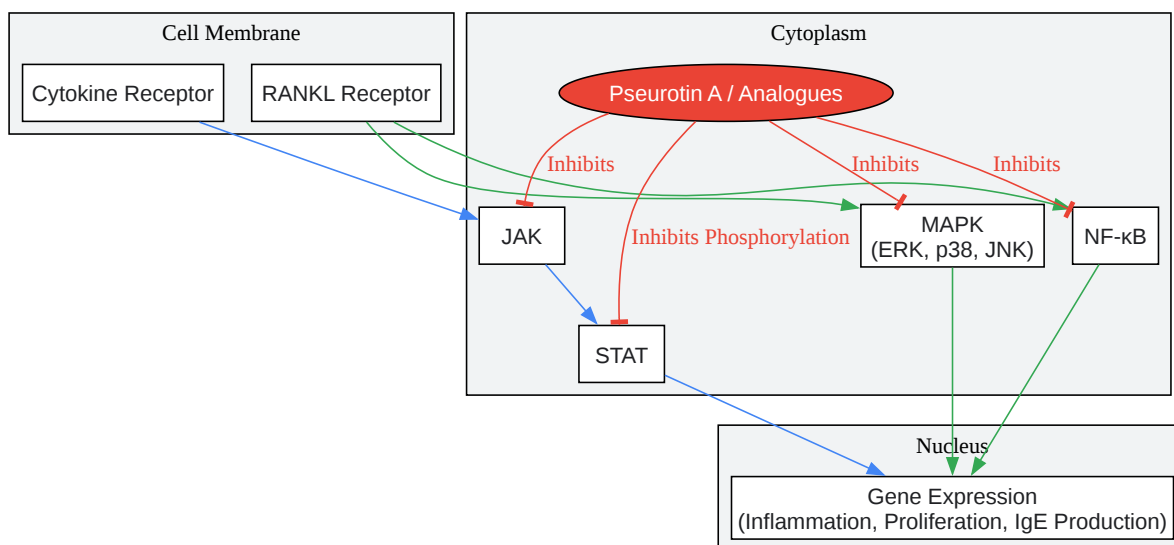 Cell Membrane
Cytoplasm
Cytokine Receptor
RANKL Receptor
Pseurotin A / Analogues
Inhibits
Inhibits
Inhibits
JAK
Inhibits Phosphorylation
MAPK
(ERK, p38, JNK)
NF-κB
STAT
Nucleus
Gene Expression
(Inflammation, Proliferation, IgE Production)